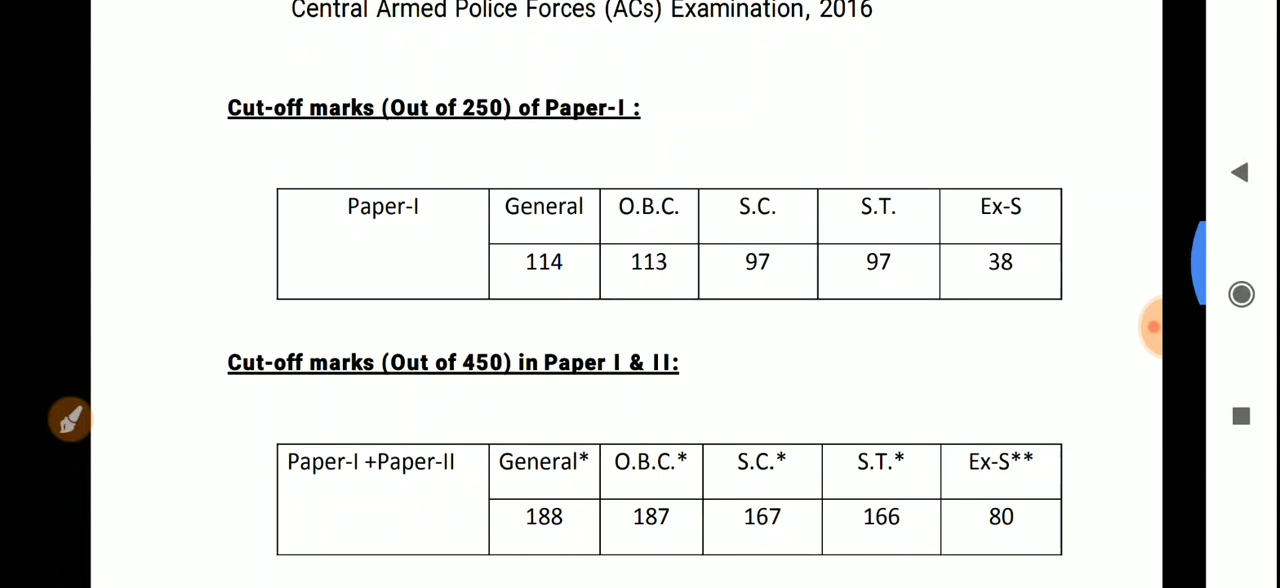 Central Armed Police Forces (ACs) Examination, 2016
Cut-off marks (Out of 250) of Paper-I :
Paper-I General O.B.C. S.C. S.T. Ex-S
114 113 97 97 38
Cut-off marks (Out of 450) in Paper I & II:
Paper-I +Paper-II General* O.B.C.* S.C.* S.T.* Ex-S**
188 187 167 166 80